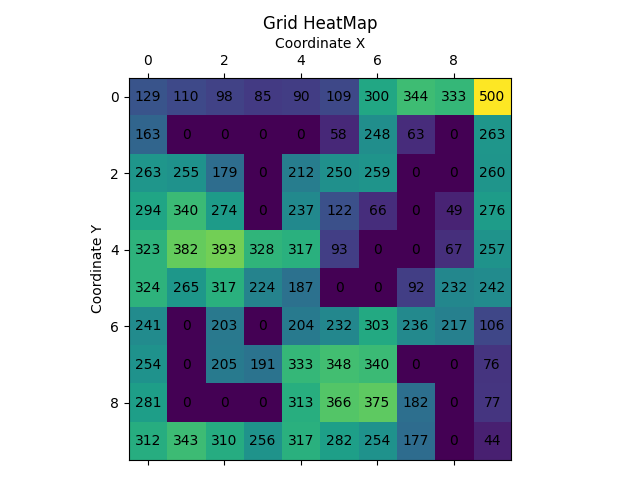 Grid HeatMap
Coordinate X
0 2 4 6 8
0 129 110 98 85 90 109 300 344 333 500
163 0 0 0 0 58 248 63 0 263
2 263 255 179 0 212 250 259 0 0 260
294 340 274 0 237 122 66 0 49 276
4 323 382 393 328 317 93 0 0 67 257
324 265 317 224 187 0 0 92 232 242
6 241 0 203 0 204 232 303 236 217 106
254 0 205 191 333 348 340 0 0 76
8 281 0 0 0 313 366 375 182 0 77
312 343 310 256 317 282 254 177 0 44
Coordinate Y